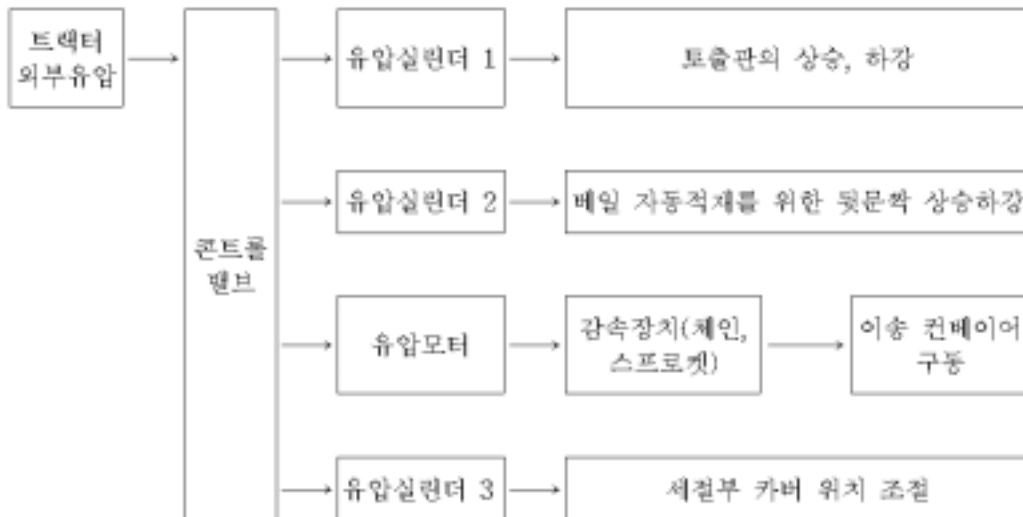 트랙터
외부유압
콘트롤
밸브
유압실린더 1
토출관의 상승, 하강
유압실린더 2
베일 자동적재를 위한 뒷문짝 상승하강
유압모터
감속장치(체인,
스프로켓)
이송 컨베이어
구동
유압실린더 3
세절부 카버 위치 조절